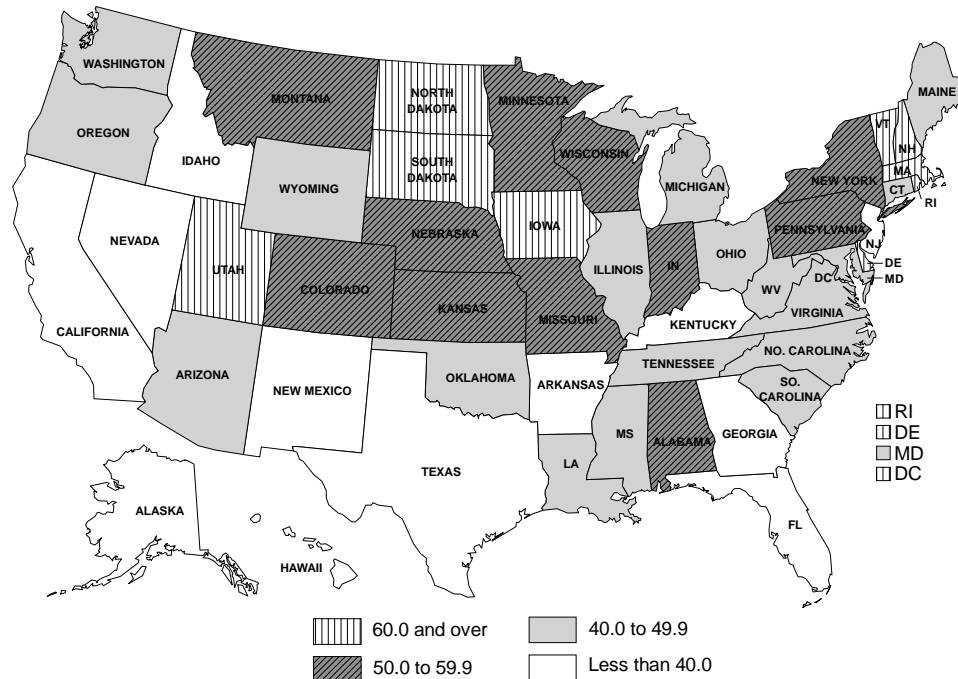 WASHINGTON
MAINE
MONTANA
NORTH
DAKOTA
MINNESOTA
VT
NH
OREGON
IDAHO
SOUTH
DAKOTA
WISCONSIN
MA
NEW YORK
CT
RI
WYOMING
MICHIGAN
NEVADA
NEBRASKA
IOWA
PENNSYLVANIA
NJ
UTAH
ILLINOIS
IN
OHIO
DE
MD
COLORADO
KANSAS
MISSOURI
WV
DC
VIRGINIA
CALIFORNIA
KENTUCKY
ARIZONA
NEW MEXICO
OKLAHOMA
ARKANSAS
TENNESSEE
NO. CAROLINA
SO.
CAROLINA
MS
ALABAMA
GEORGIA
RI
DE
MD
DC
TEXAS
LA
ALASKA
HAWAII
FL
60.0 and over
40.0 to 49.9
50.0 to 59.9
Less than 40.0